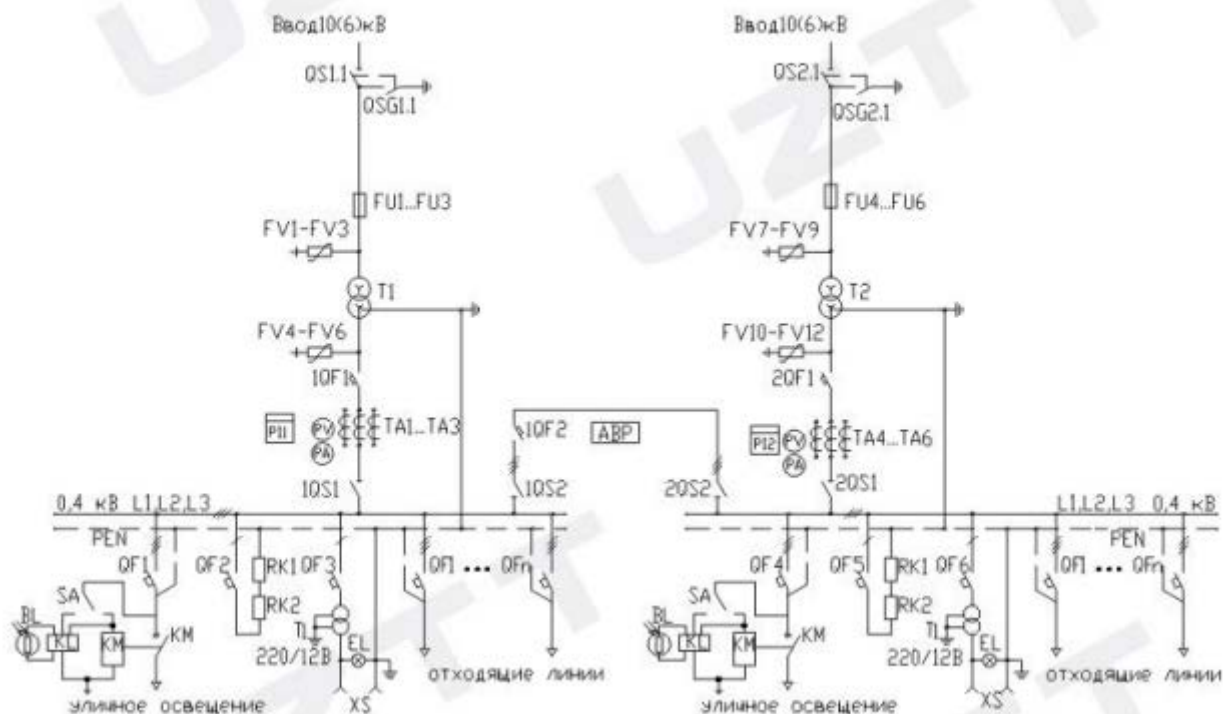 Ввод10(6)кВ
Ввод10(6)кВ
QS1.1
QS2.1
QSG1.1
QSG2.1
FU1...FU3
FU4...FU6
FV1-FV3
FV7-FV9
T1
T2
FV4-FV6
FV10-FV12
1QF1
2QF1
PI1
PV
PA
TA1...TA3
1QF2
АВР
PI2
PV
PA
TA4...TA6
1QS1
1QS2
2QS2
2QS1
0,4 кВ L1,L2,L3
L1,L2,L3 0,4 кВ
PEN
PEN
QF1
QF2
RK1
QF3
QF1 ... QFn
QF4
QF5
RK1
QF6
QF1 ... QFn
SA
RK2
SA
RK2
BL
KL
KM
KM
T1
EL
BL
KL
KM
KM
T1
EL
220/12В
220/12В
отходящие линии
отходящие линии
уличное освещение
XS
уличное освещение
XS
UZTT
UZTT
UZTT